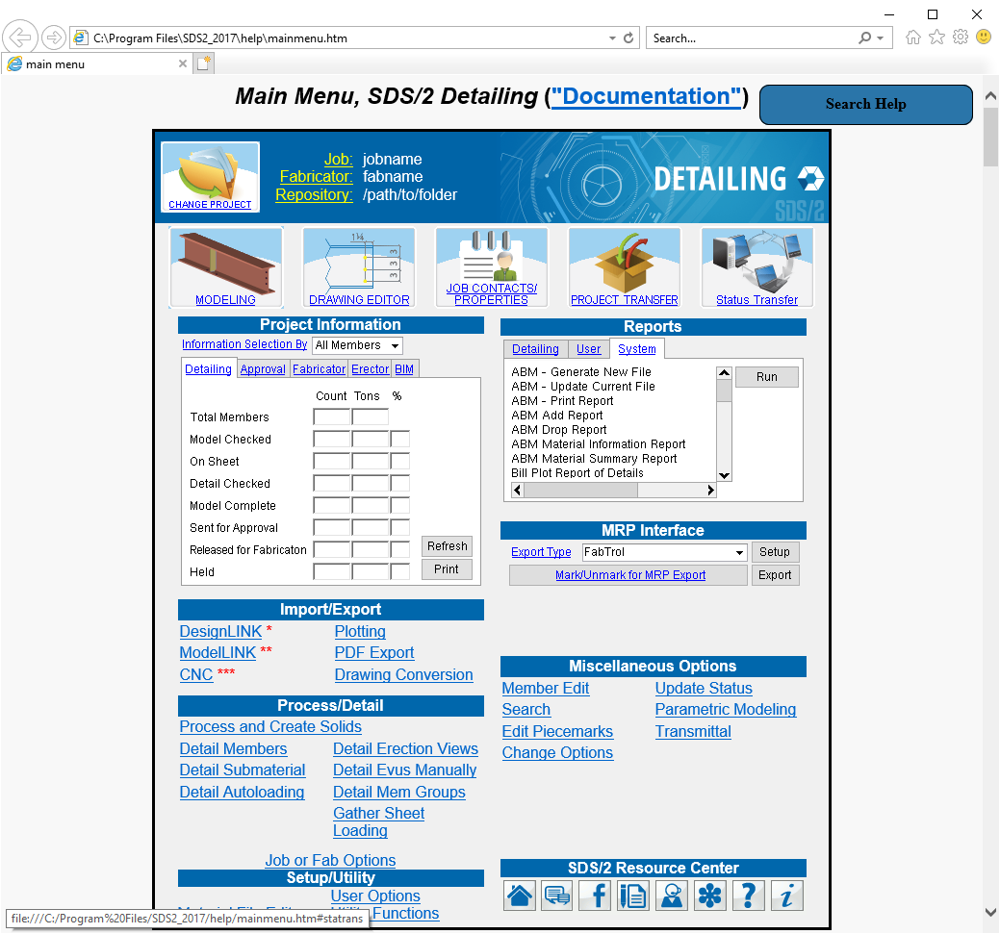 C:\Program Files\SDS2_2017\help\mainmenu.htm
Search...
main menu
Main Menu, SDS/2 Detailing ("Documentation")
Search Help
CHANGE PROJECT
Job: jobname
Fabricator: fabname
Repository: /path/to/folder
DETAILING
SDS/2
MODELING
1¼
3
3
DRAWING EDITOR
JOB CONTACTS/
PROPERTIES
PROJECT TRANSFER
Status Transfer
Project Information
Information Selection By All Members
Detailing Approval Fabricator Erector BIM
Count Tons %
Total Members
Model Checked
On Sheet
Detail Checked
Model Complete
Sent for Approval
Released for Fabricaton
Held
Refresh
Print
Reports
Detailing User System
ABM - Generate New File
ABM - Update Current File
ABM - Print Report
ABM Add Report
ABM Drop Report
ABM Material Information Report
ABM Material Summary Report
Bill Plot Report of Details
Run
MRP Interface
Export Type FabTrol Setup
Mark/Unmark for MRP Export Export
Import/Export
DesignLINK * Plotting
ModelLINK ** PDF Export
CNC *** Drawing Conversion
Process/Detail
Process and Create Solids
Detail Members Detail Erection Views
Detail Submaterial Detail Evus Manually
Detail Autoloading Detail Mem Groups
Gather Sheet
Loading
Job or Fab Options
Setup/Utility
User Options
Functions
Miscellaneous Options
Member Edit Update Status
Search Parametric Modeling
Edit Piecemarks Transmittal
Change Options
SDS/2 Resource Center
f ? i
file:///C:/Program%20Files/SDS2_2017/help/mainmenu.htm#statrans